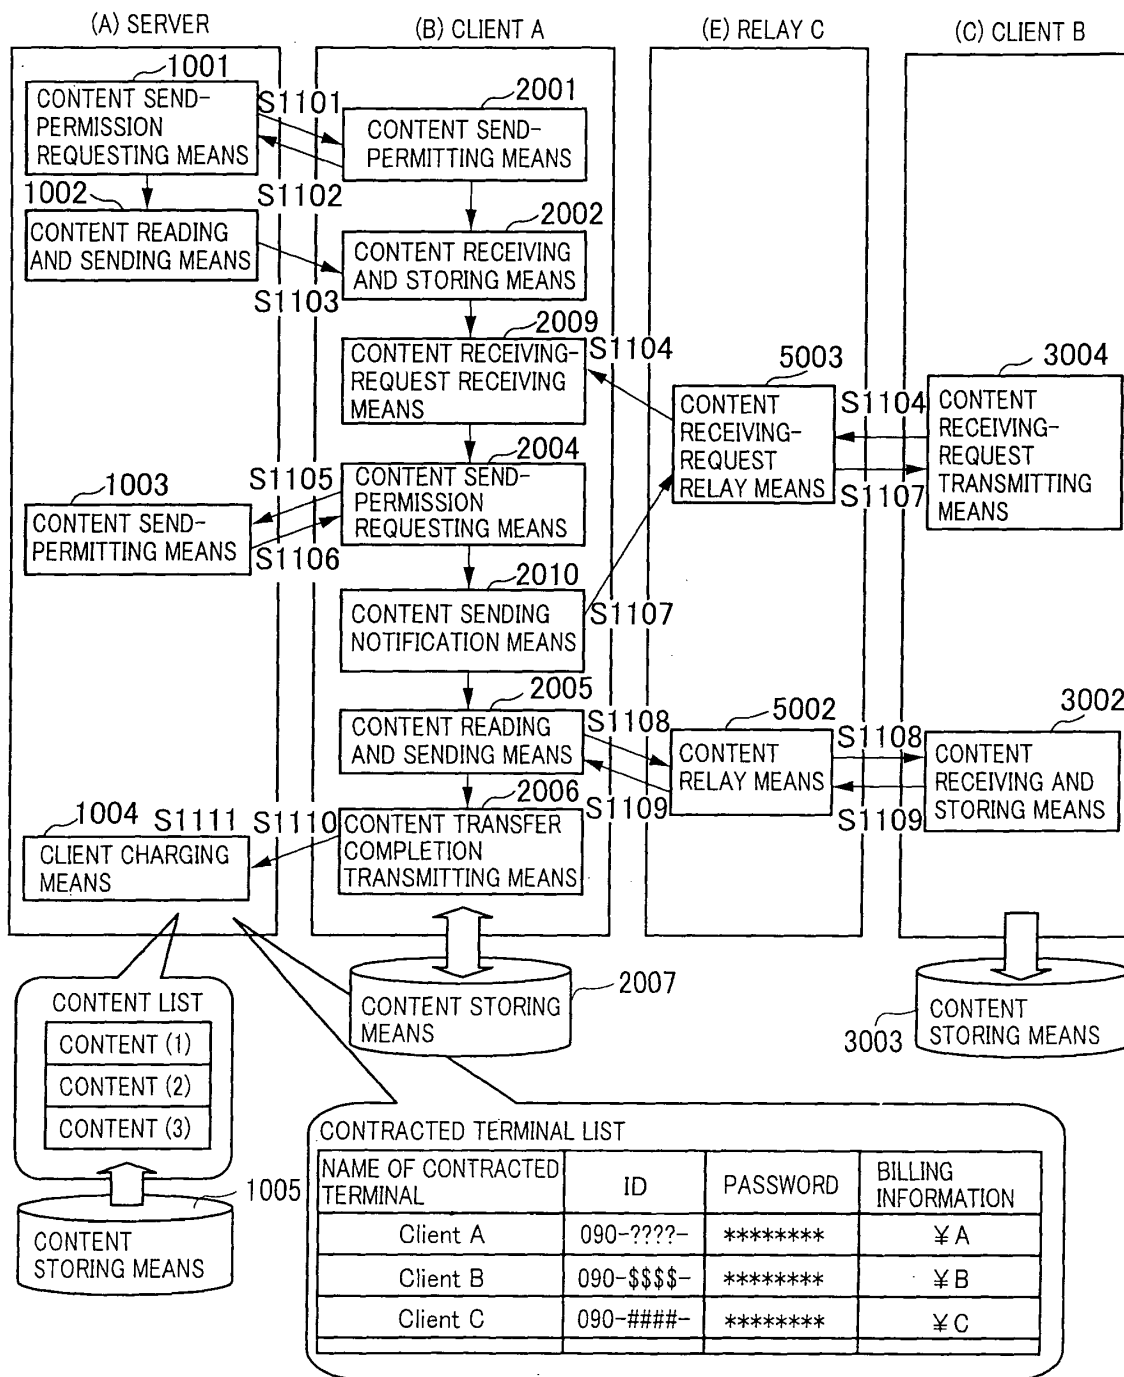 (A) SERVER
(B) CLIENT A
(E) RELAY C
(C) CLIENT B
1001
CONTENT SEND-
PERMISSION
REQUESTING MEANS
S1101
2001
CONTENT SEND-
PERMITTING MEANS
1002
S1102
CONTENT READING
AND SENDING MEANS
2002
CONTENT RECEIVING
AND STORING MEANS
S1103
2009
CONTENT RECEIVING-
REQUEST RECEIVING
MEANS
S1104
5003
CONTENT
RECEIVING-
REQUEST
RELAY MEANS
S1104
S1107
3004
CONTENT
RECEIVING-
REQUEST
TRANSMITTING
MEANS
2004
CONTENT SEND-
PERMISSION
REQUESTING MEANS
S1105
1003
CONTENT SEND-
PERMITTING MEANS
S1106
2010
CONTENT SENDING
NOTIFICATION MEANS
S1107
2005
CONTENT READING
AND SENDING MEANS
S1108
5002
CONTENT
RELAY MEANS
S1108
3002
CONTENT
RECEIVING AND
STORING MEANS
S1109
S1109
2006
CONTENT TRANSFER
COMPLETION
TRANSMITTING MEANS
1004
S1111
S1110
CLIENT CHARGING
MEANS
CONTENT STORING
MEANS
2007
CONTENT
STORING MEANS
3003
CONTENT LIST
CONTENT (1)
CONTENT (2)
CONTENT (3)
1005
CONTENT
STORING MEANS
CONTRACTED TERMINAL LIST
NAME OF CONTRACTED
TERMINAL
ID
PASSWORD
BILLING
INFORMATION
Client A
090-????-
********
¥A
Client B
090-$$$$-
********
¥B
Client C
090-####-
********
¥C